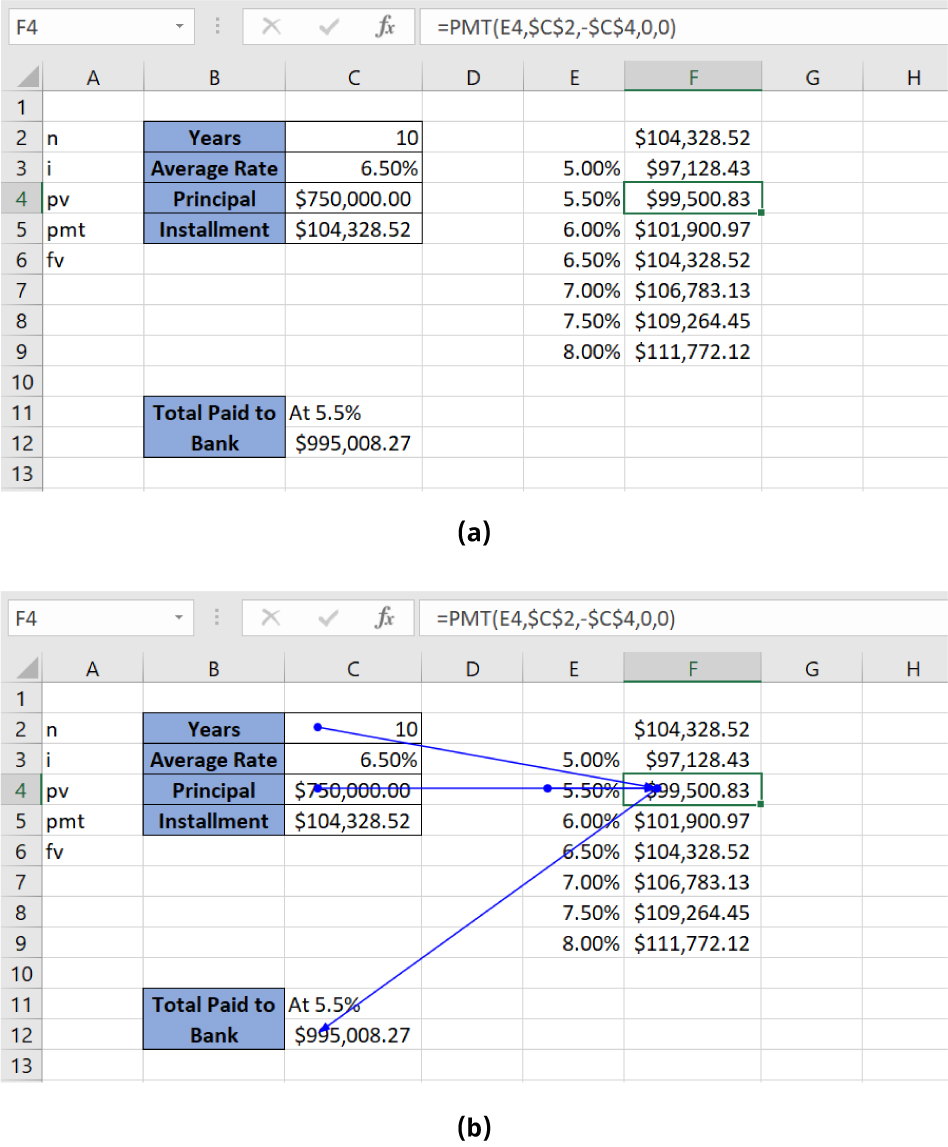 F4 fx =PMT(E4,$C$2,-$C$4,0,0)
A B C D E F G H
1
2 n Years 10 $104,328.52
3 i Average Rate 6.50% 5.00% $97,128.43
4 pv Principal $750,000.00 5.50% $99,500.83
5 pmt Installment $104,328.52 6.00% $101,900.97
6 fv 6.50% $104,328.52
7 7.00% $106,783.13
8 7.50% $109,264.45
9 8.00% $111,772.12
10
11 Total Paid to At 5.5%
12 Bank $995,008.27
13
(a)
F4 fx =PMT(E4,$C$2,-$C$4,0,0)
A B C D E F G H
1
2 n Years 10 $104,328.52
3 i Average Rate 6.50% 5.00% $97,128.43
4 pv Principal $750,000.00 5.50% $99,500.83
5 pmt Installment $104,328.52 6.00% $101,900.97
6 fv 6.50% $104,328.52
7 7.00% $106,783.13
8 7.50% $109,264.45
9 8.00% $111,772.12
10
11 Total Paid to At 5.5%
12 Bank $995,008.27
13
(b)